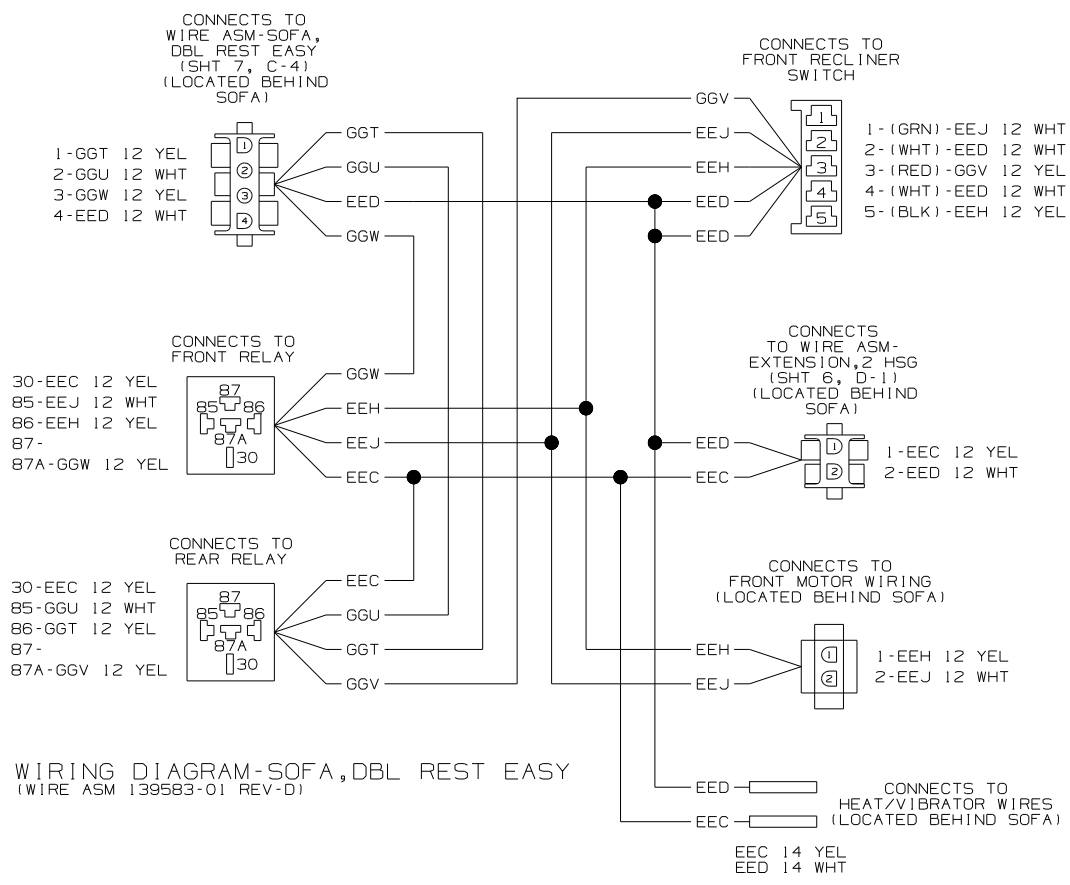 CONNECTS TO
WIRE ASM-SOFA,
DBL REST EASY
(SHT 7, C-4)
(LOCATED BEHIND
SOFA)
1-GGT 12 YEL
2-GGU 12 WHT
3-GGW 12 YEL
4-EED 12 WHT
1
2
3
4
GGT
GGU
EED
GGW
CONNECTS TO
FRONT RECLINER
SWITCH
GGV
EEJ
EEH
EED
EED
1
2
3
4
5
1-(GRN)-EEJ 12 WHT
2-(WHT)-EED 12 WHT
3-(RED)-GGV 12 YEL
4-(WHT)-EED 12 WHT
5-(BLK)-EEH 12 YEL
CONNECTS TO
FRONT RELAY
30-EEC 12 YEL
85-EEJ 12 WHT
86-EEH 12 YEL
87-
87A-GGW 12 YEL
87
85 86
87A
30
GGW
EEH
EEJ
EEC
CONNECTS
TO WIRE ASM-
EXTENSION,2 HSG
(SHT 6, D-1)
(LOCATED BEHIND
SOFA)
EED
EEC
1
2
1-EEC 12 YEL
2-EED 12 WHT
CONNECTS TO
REAR RELAY
30-EEC 12 YEL
85-GGU 12 WHT
86-GGT 12 YEL
87-
87A-GGV 12 YEL
87
85 86
87A
30
EEC
GGU
GGT
GGV
CONNECTS TO
FRONT MOTOR WIRING
(LOCATED BEHIND SOFA)
EEH
EEJ
1
2
1-EEH 12 YEL
2-EEJ 12 WHT
WIRING DIAGRAM-SOFA,DBL REST EASY
(WIRE ASM 139583-01 REV-D)
EED
EEC
CONNECTS TO
HEAT/VIBRATOR WIRES
(LOCATED BEHIND SOFA)
EEC 14 YEL
EED 14 WHT